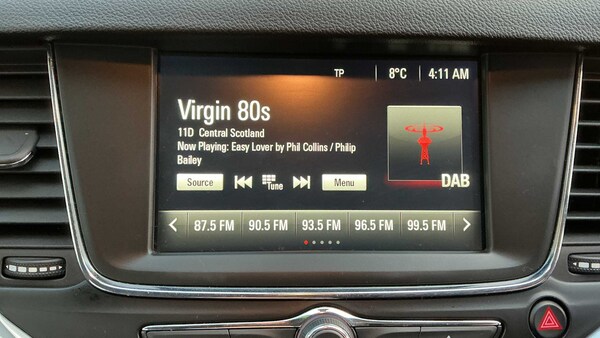 TP 8°C 4:11 AM
Virgin 80s
11D Central Scotland
Now Playing: Easy Lover by Phil Collins / Philip
Bailey
Source Tune Menu
DAB
87.5 FM 90.5 FM 93.5 FM 96.5 FM 99.5 FM